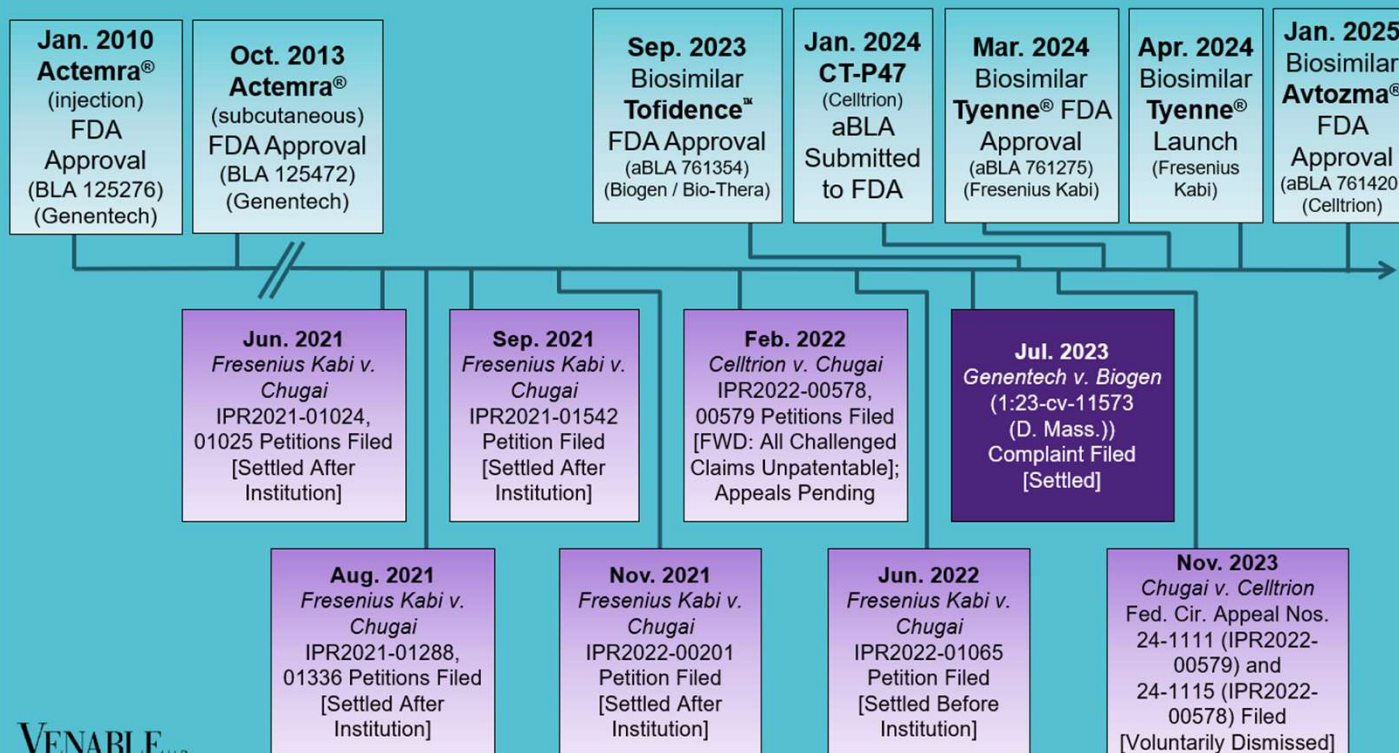 Jan. 2010
Actemra®
(injection)
FDA
Approval
(BLA 125276)
(Genentech)
Oct. 2013
Actemra®
(subcutaneous)
FDA Approval
(BLA 125472)
(Genentech)
Sep. 2023
Biosimilar
Tofidence™
FDA Approval
(aBLA 761354)
(Biogen / Bio-Thera)
Jan. 2024
CT-P47
(Celltrion)
aBLA
Submitted
to FDA
Mar. 2024
Biosimilar
Tyenne® FDA
Approval
(aBLA 761275)
(Fresenius Kabi)
Apr. 2024
Biosimilar
Tyenne®
Launch
(Fresenius
Kabi)
Jan. 2025
Biosimilar
Avtozma®
FDA
Approval
(aBLA 761420
(Celltrion)
Jun. 2021
Fresenius Kabi v.
Chugai
IPR2021-01024,
01025 Petitions Filed
[Settled After
Institution]
Sep. 2021
Fresenius Kabi v.
Chugai
IPR2021-01542
Petition Filed
[Settled After
Institution]
Feb. 2022
Celltrion v. Chugai
IPR2022-00578,
00579 Petitions Filed
[FWD: All Challenged
Claims Unpatentable];
Appeals Pending
Jul. 2023
Genentech v. Biogen
(1:23-cv-11573
(D. Mass.))
Complaint Filed
[Settled]
Aug. 2021
Fresenius Kabi v.
Chugai
IPR2021-01288,
01336 Petitions Filed
[Settled After
Institution]
Nov. 2021
Fresenius Kabi v.
Chugai
IPR2022-00201
Petition Filed
[Settled After
Institution]
Jun. 2022
Fresenius Kabi v.
Chugai
IPR2022-01065
Petition Filed
[Settled Before
Institution]
Nov. 2023
Chugai v. Celltrion
Fed. Cir. Appeal Nos.
24-1111 (IPR2022-
00579) and
24-1115 (IPR2022-
00578) Filed
[Voluntarily Dismissed]
VENABLE LLP